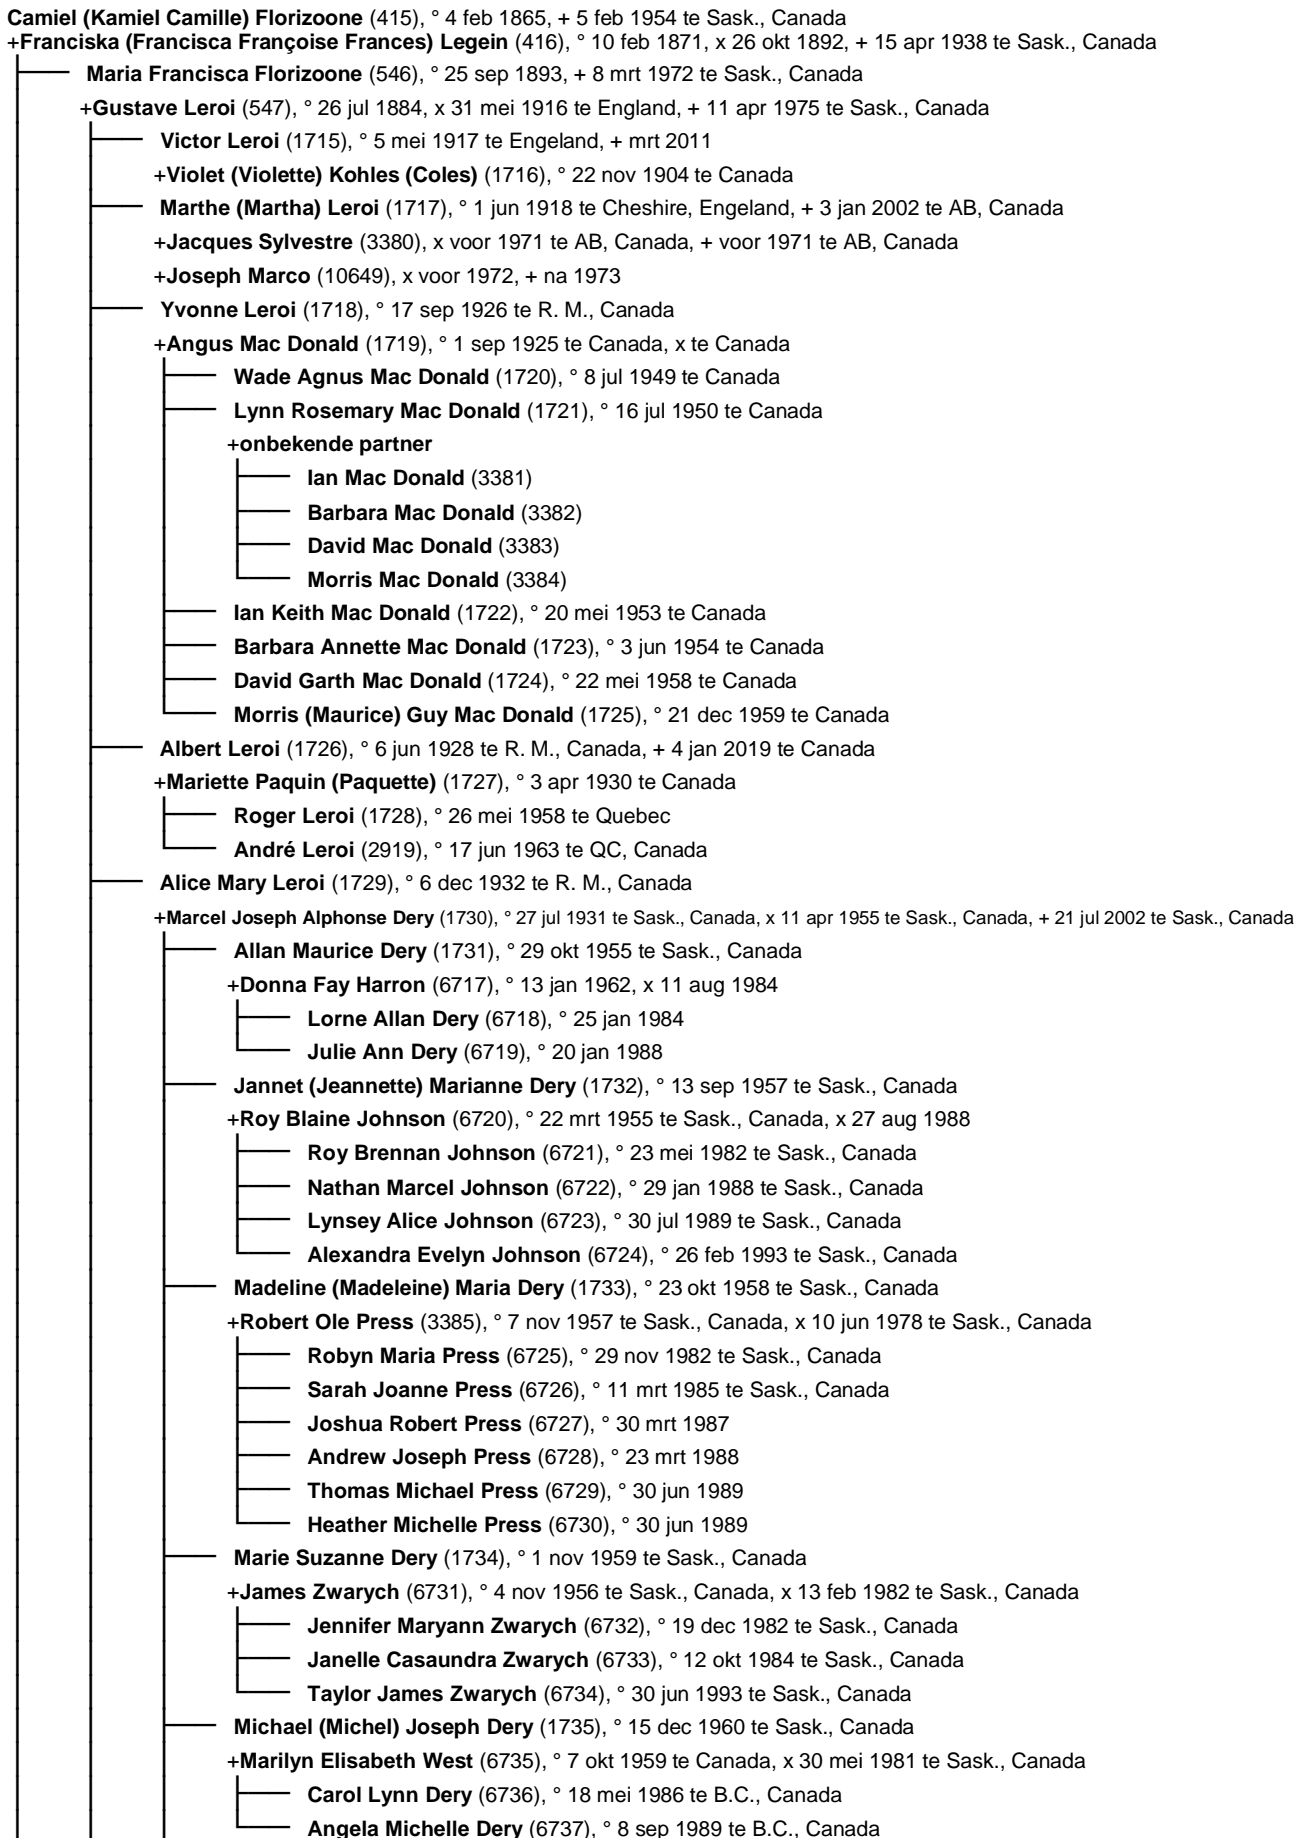 Camiel (Kamiel Camille) Florizoone (415), ° 4 feb 1865, + 5 feb 1954 te Sask., Canada
+Franciska (Francisca Françoise Frances) Legein (416), ° 10 feb 1871, x 26 okt 1892, + 15 apr 1938 te Sask., Canada
Maria Francisca Florizoone (546), ° 25 sep 1893, + 8 mrt 1972 te Sask., Canada
+Gustave Leroi (547), ° 26 jul 1884, x 31 mei 1916 te England, + 11 apr 1975 te Sask., Canada
Victor Leroi (1715), ° 5 mei 1917 te Engeland, + mrt 2011
+Violet (Violette) Kohles (Coles) (1716), ° 22 nov 1904 te Canada
Marthe (Martha) Leroi (1717), ° 1 jun 1918 te Cheshire, Engeland, + 3 jan 2002 te AB, Canada
+Jacques Sylvestre (3380), x voor 1971 te AB, Canada, + voor 1971 te AB, Canada
+Joseph Marco (10649), x voor 1972, + na 1973
Yvonne Leroi (1718), ° 17 sep 1926 te R. M., Canada
+Angus Mac Donald (1719), ° 1 sep 1925 te Canada, x te Canada
Wade Agnus Mac Donald (1720), ° 8 jul 1949 te Canada
Lynn Rosemary Mac Donald (1721), ° 16 jul 1950 te Canada
+onbekende partner
Ian Mac Donald (3381)
Barbara Mac Donald (3382)
David Mac Donald (3383)
Morris Mac Donald (3384)
Ian Keith Mac Donald (1722), ° 20 mei 1953 te Canada
Barbara Annette Mac Donald (1723), ° 3 jun 1954 te Canada
David Garth Mac Donald (1724), ° 22 mei 1958 te Canada
Morris (Maurice) Guy Mac Donald (1725), ° 21 dec 1959 te Canada
Albert Leroi (1726), ° 6 jun 1928 te R. M., Canada, + 4 jan 2019 te Canada
+Mariette Paquin (Paquette) (1727), ° 3 apr 1930 te Canada
Roger Leroi (1728), ° 26 mei 1958 te Quebec
André Leroi (2919), ° 17 jun 1963 te QC, Canada
Alice Mary Leroi (1729), ° 6 dec 1932 te R. M., Canada
+Marcel Joseph Alphonse Dery (1730), ° 27 jul 1931 te Sask., Canada, x 11 apr 1955 te Sask., Canada, + 21 jul 2002 te Sask., Canada
Allan Maurice Dery (1731), ° 29 okt 1955 te Sask., Canada
+Donna Fay Harron (6717), ° 13 jan 1962, x 11 aug 1984
Lorne Allan Dery (6718), ° 25 jan 1984
Julie Ann Dery (6719), ° 20 jan 1988
Jannet (Jeannette) Marianne Dery (1732), ° 13 sep 1957 te Sask., Canada
+Roy Blaine Johnson (6720), ° 22 mrt 1955 te Sask., Canada, x 27 aug 1988
Roy Brennan Johnson (6721), ° 23 mei 1982 te Sask., Canada
Nathan Marcel Johnson (6722), ° 29 jan 1988 te Sask., Canada
Lynsey Alice Johnson (6723), ° 30 jul 1989 te Sask., Canada
Alexandra Evelyn Johnson (6724), ° 26 feb 1993 te Sask., Canada
Madeline (Madeleine) Maria Dery (1733), ° 23 okt 1958 te Sask., Canada
+Robert Ole Press (3385), ° 7 nov 1957 te Sask., Canada, x 10 jun 1978 te Sask., Canada
Robyn Maria Press (6725), ° 29 nov 1982 te Sask., Canada
Sarah Joanne Press (6726), ° 11 mrt 1985 te Sask., Canada
Joshua Robert Press (6727), ° 30 mrt 1987
Andrew Joseph Press (6728), ° 23 mrt 1988
Thomas Michael Press (6729), ° 30 jun 1989
Heather Michelle Press (6730), ° 30 jun 1989
Marie Suzanne Dery (1734), ° 1 nov 1959 te Sask., Canada
+James Zwarych (6731), ° 4 nov 1956 te Sask., Canada, x 13 feb 1982 te Sask., Canada
Jennifer Maryann Zwarych (6732), ° 19 dec 1982 te Sask., Canada
Janelle Casaundra Zwarych (6733), ° 12 okt 1984 te Sask., Canada
Taylor James Zwarych (6734), ° 30 jun 1993 te Sask., Canada
Michael (Michel) Joseph Dery (1735), ° 15 dec 1960 te Sask., Canada
+Marilyn Elisabeth West (6735), ° 7 okt 1959 te Canada, x 30 mei 1981 te Sask., Canada
Carol Lynn Dery (6736), ° 18 mei 1986 te B.C., Canada
Angela Michelle Dery (6737), ° 8 sep 1989 te B.C., Canada